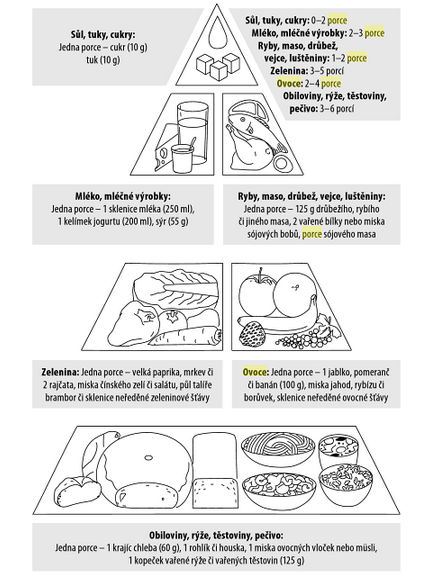 Sůl, tuky, cukry:
Jedna porce – cukr (10 g)
tuk (10 g)
Sůl, tuky, cukry: 0–2 porce
Mléko, mléčné výrobky: 2–3 porce
Ryby, maso, drůbež,
vejce, luštěniny: 1–2 porce
Zelenina: 3–5 porcí
Ovoce: 2–4 porce
Obiloviny, rýže, těstoviny,
pečivo: 3–6 porcí
Mléko, mléčné výrobky:
Jedna porce – 1 sklenice mléka (250 ml),
1 kelímek jogurtu (200 ml), sýr (55 g)
Ryby, maso, drůbež, vejce, luštěniny:
Jedna porce – 125 g drůbežího, rybího
či jiného masa, 2 vařené bílky nebo miska
sójových bobů, porce sójového masa
Zelenina: Jedna porce – velká paprika, mrkev či
2 rajčata, miska čínského zelí či salátu, půl talíře
brambor či sklenice neředěné zeleninové šťávy
Ovoce: Jedna porce – 1 jablko, pomeranč
či banán (100 g), miska jahod, rybízu či
borůvek, sklenice neředěné ovocné šťávy
Obiloviny, rýže, těstoviny, pečivo:
Jedna porce – 1 krajíc chleba (60 g), 1 rohlík či houska, 1 miska ovocných vloček nebo müsli,
1 kopeček vařené rýže či vařených těstovin (125 g)